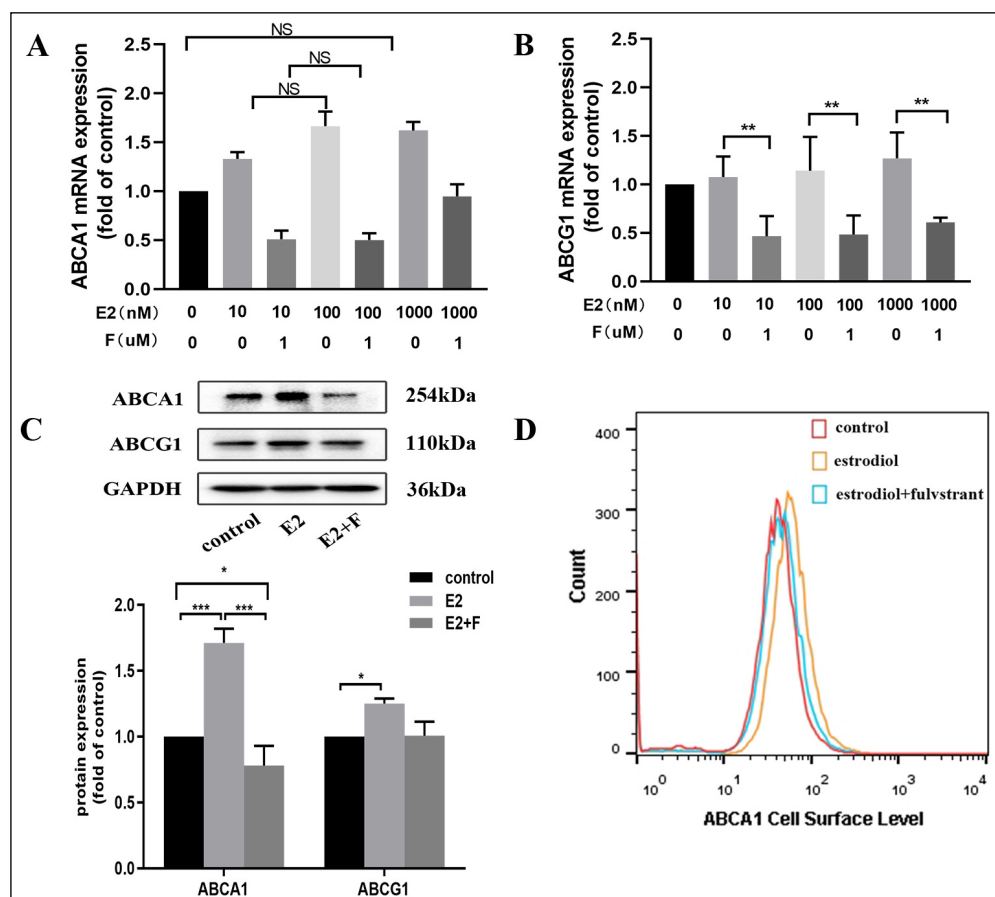 A
ABCA1 mRNA expression
(fold of control)
2.5
2.0
1.5
1.0
0.5
0.0
NS
NS
NS
E2(nM) 0 10 10 100 100 1000 1000
F(uM) 0 0 1 0 1 0 1
B
ABCG1 mRNA expression
(fold of control)
2.5
2.0
1.5
1.0
0.5
0.0
** ** **
E2(nM) 0 10 10 100 100 1000 1000
F(uM) 0 0 1 0 1 0 1
C
ABCA1 254kDa
ABCG1 110kDa
GAPDH 36kDa
control E2 E2+F
control
E2
E2+F
protain expression
(fold of control)
2.0
1.5
1.0
0.5
0.0
*
*** ***
*
ABCA1 ABCG1
D
control
estrodiol
estrodiol+fulvstrant
Count
400
300
200
100
0
10^0 10^1 10^2 10^3 10^4
ABCA1 Cell Surface Level